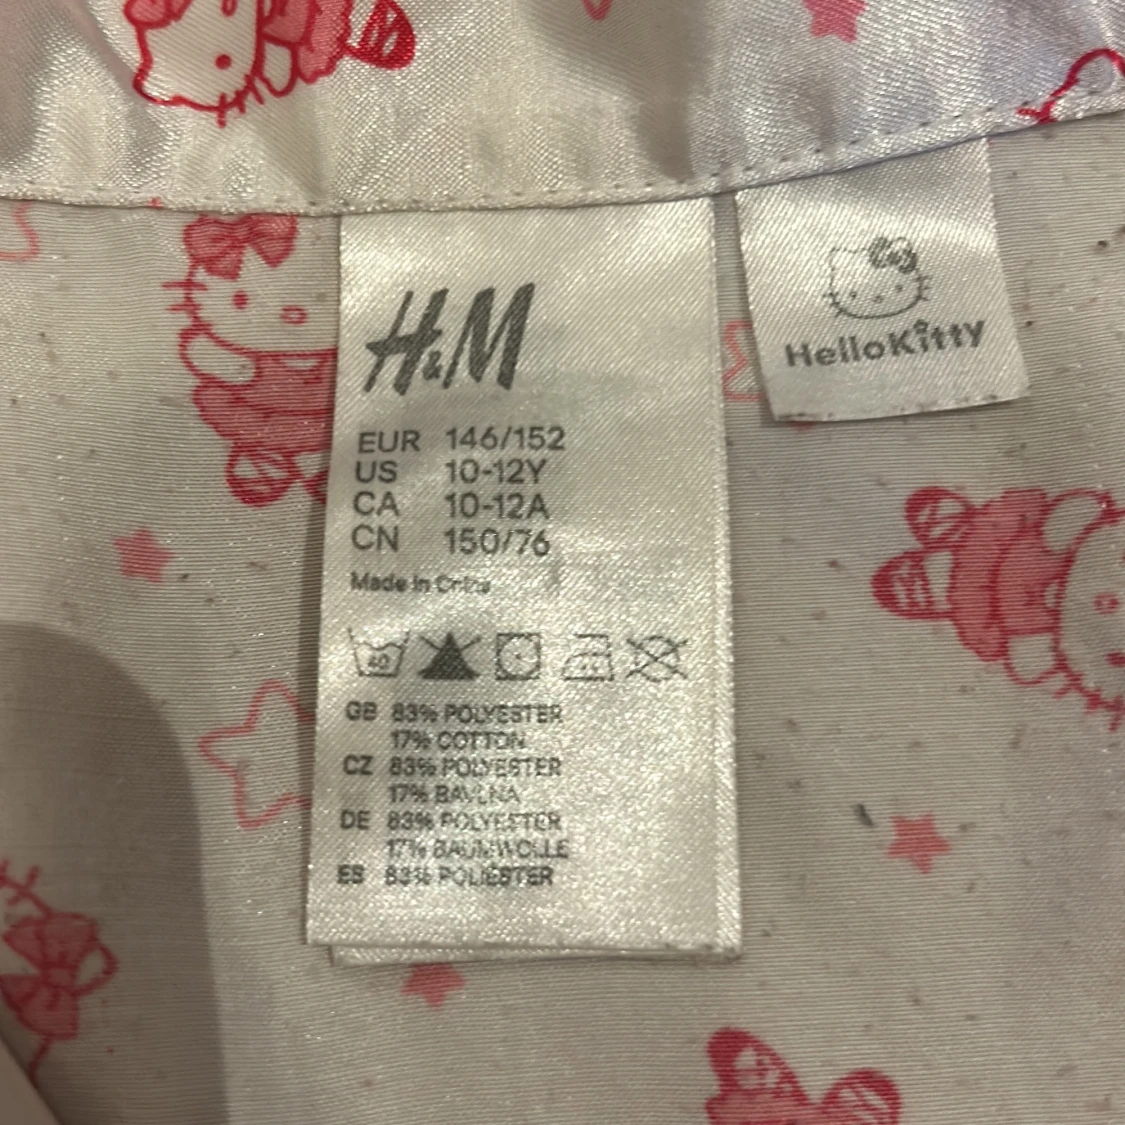 H&M
EUR 146/152
US 10-12Y
CA 10-12A
CN 150/76
Made in China
40
GB 83% POLYESTER
17% COTTON
CZ 83% POLYESTER
17% BAVLNA
DE 83% POLYESTER
17% BAUMWOLLE
ES 83% POLIÉSTER
HelloKitty